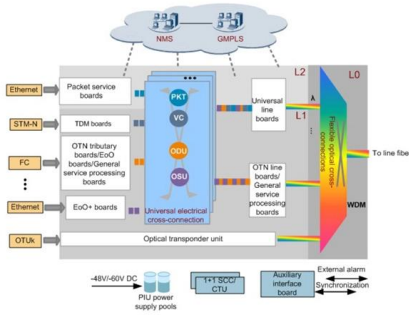 NMS GMPLS
L2
L0
Ethernet
Packet service
boards
PKT
Universal
line
boards
λ
L1
STM-N
TDM boards
VC
FC
OTN tributary
boards/EoO
boards/General
service processing
boards
ODU
OTN line
boards/
General
service
processing
boards
Flexible optical cross-
connections
To line fibe
OSU
Ethernet
EoO+ boards
Universal electrical
cross-connection
WDM
OTUk
Optical transponder unit
-48V/-60V DC
PIU power
supply pools
1+1 SCC/
CTU
Auxiliary
interface
board
External alarm
Synchronization